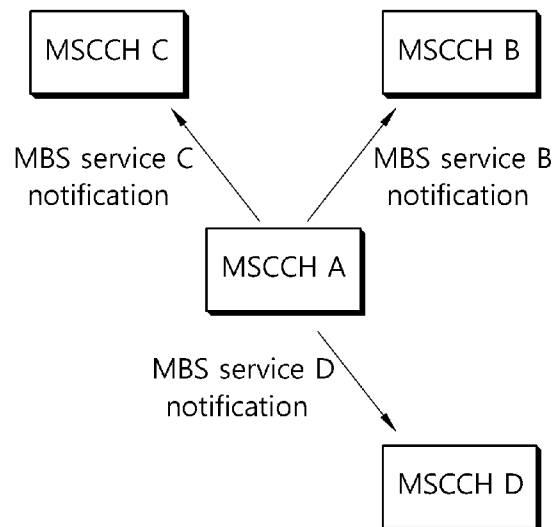 MSCCH C
MSCCH B
MBS service C
notification
MBS service B
notification
MSCCH A
MBS service D
notification
MSCCH D